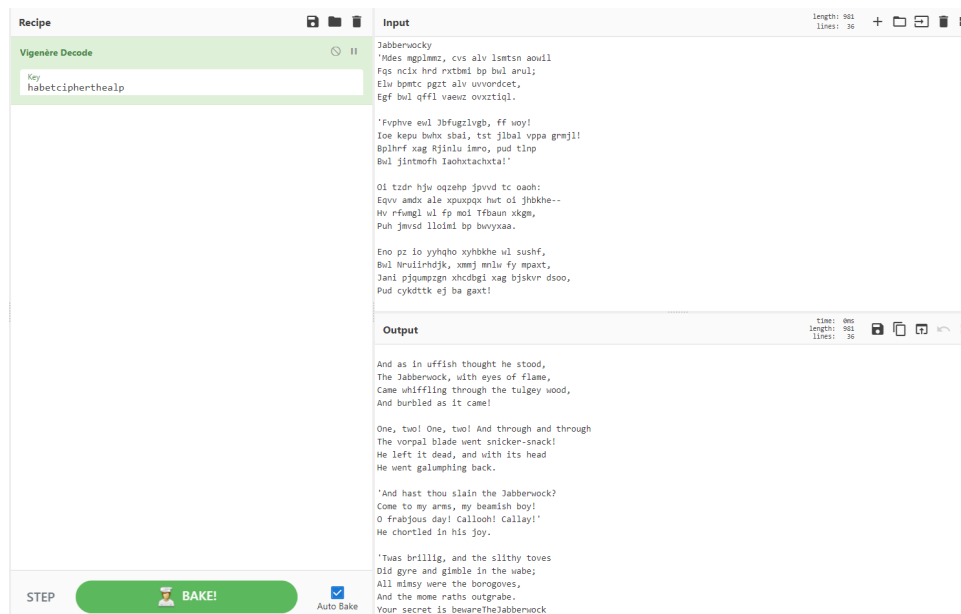 Recipe
Vigenère Decode
Key
habetcipherthealp
STEP
BAKE!
Auto Bake
Input
length: 981
lines: 36
Jabberwocky
'Mdes mgplmmz, cvs alv lsmtsn aowil
Fqs ncix hrd rxtbmi bp bwl arul;
Elw bpmtc pgzt alv uvvordcet,
Egf bwl qffl vaewz ovxztiql.
'Fvphve ewl Jbfugzlvgb, ff woy!
Ioe kepu bwhx sbai, tst jlbal vppa grmjl!
Bplhrf xag Rjinlu imro, pud tlnp
Bwl jintmofh Iaohxtachxta!'
Oi tzdr hjw oqzehp jpvvd tc oaoh:
Eqvv amdx ale xpuxpqx hwt oi jhbkhe--
Hv rfwmgl wl fp moi Tfbaun xkgm,
Puh jmvsd lloimi bp bwvyxaa.
Eno pz io yyhqho xyhbkhe wl sushf,
Bwl Nruiirhdjk, xmmj mnlw fy mpaxt,
Jani pjqumpzgn xhcdbgi xag bjskvr dsoo,
Pud cykdttk ej ba gaxt!
Output
time: 0ms
length: 981
lines: 36
And as in uffish thought he stood,
The Jabberwock, with eyes of flame,
Came whiffling through the tulgey wood,
And burbled as it came!
One, two! One, two! And through and through
The vorpal blade went snicker-snack!
He left it dead, and with its head
He went galumphing back.
'And hast thou slain the Jabberwock?
Come to my arms, my beamish boy!
O frabjous day! Callooh! Callay!'
He chortled in his joy.
'Twas brillig, and the slithy toves
Did gyre and gimble in the wabe;
All mimsy were the borogoves,
And the mome raths outgrabe.
Your secret is bewareTheJabberwock